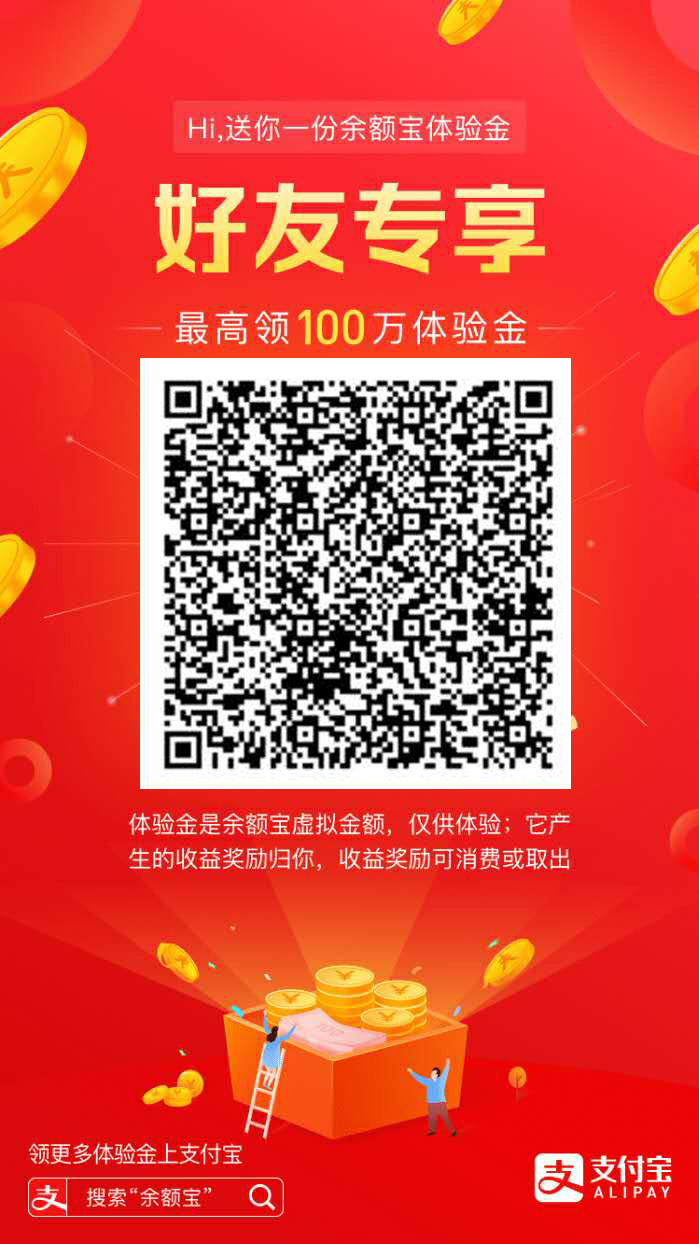 Hi,送你一份余额宝体验金
好友专享
最高领100万体验金
体验金是余额宝虚拟金额，仅供体验；它产
生的收益奖励归你，收益奖励可消费或取出
100
领更多体验金上支付宝
支 搜索“余额宝”
支 支付宝
ALIPAY